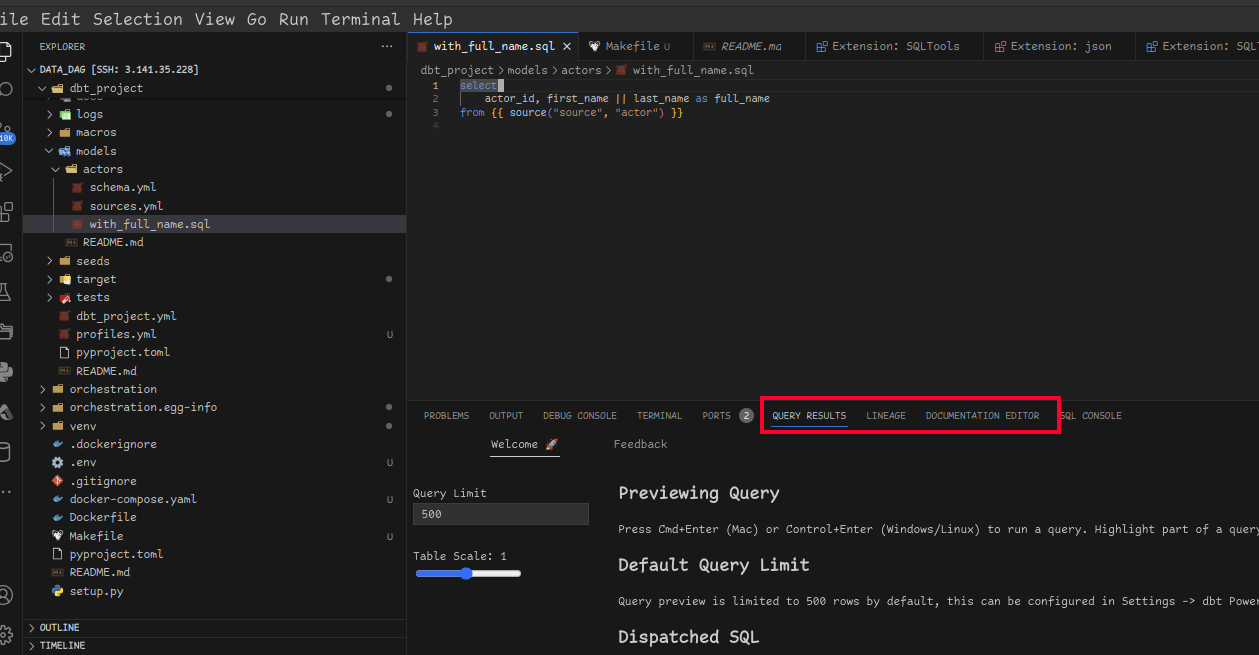 ile Edit Selection View Go Run Terminal Help
EXPLORER
DATA_DAG [SSH: 3.141.35.228]
dbt_project
logs
macros
models
actors
schema.yml
sources.yml
with_full_name.sql
README.md
seeds
target
tests
dbt_project.yml
profiles.yml U
pyproject.toml
README.md
orchestration
orchestration.egg-info
venv
.dockerignore
.env U
.gitignore
docker-compose.yaml U
Dockerfile
Makefile U
pyproject.toml
README.md
setup.py
OUTLINE
TIMELINE
10K
with_full_name.sql × Makefile U README.md Extension: SQLTools Extension: json Extension: SQLT
dbt_project > models > actors > with_full_name.sql
1 select
2 actor_id, first_name || last_name as full_name
3 from {{ source("source", "actor") }}
4
PROBLEMS OUTPUT DEBUG CONSOLE TERMINAL PORTS 2 QUERY RESULTS LINEAGE DOCUMENTATION EDITOR SQL CONSOLE
Welcome 🚀 Feedback
Query Limit
500
Table Scale: 1
Previewing Query
Press Cmd+Enter (Mac) or Control+Enter (Windows/Linux) to run a query. Highlight part of a query
Default Query Limit
Query preview is limited to 500 rows by default, this can be configured in Settings -> dbt Power
Dispatched SQL